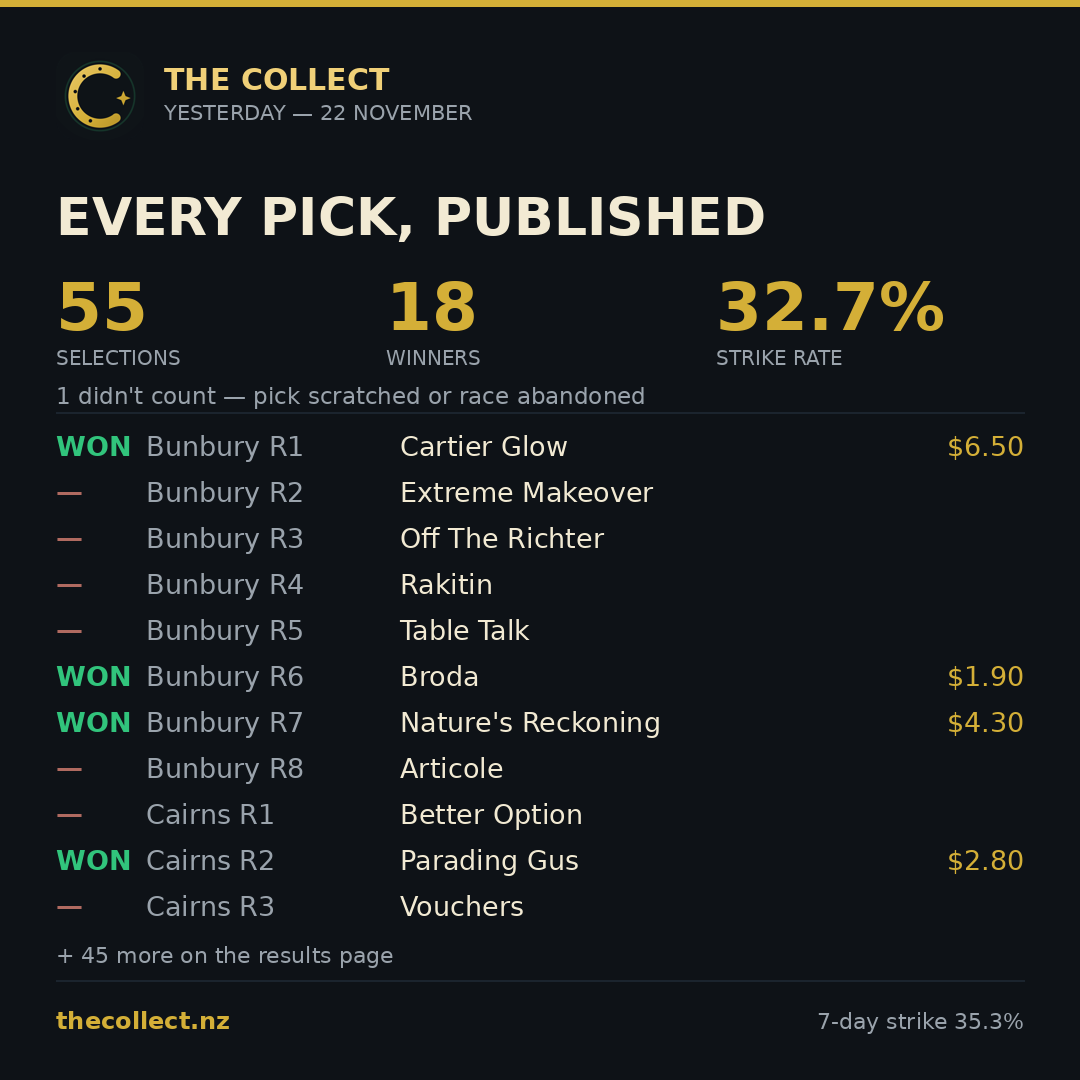 THE COLLECT
YESTERDAY — 22 NOVEMBER
EVERY PICK, PUBLISHED
55 18 32.7%
SELECTIONS WINNERS STRIKE RATE
1 didn't count — pick scratched or race abandoned
WON Bunbury R1 Cartier Glow $6.50
— Bunbury R2 Extreme Makeover
— Bunbury R3 Off The Richter
— Bunbury R4 Rakitin
— Bunbury R5 Table Talk
WON Bunbury R6 Broda $1.90
WON Bunbury R7 Nature's Reckoning $4.30
— Bunbury R8 Articole
— Cairns R1 Better Option
WON Cairns R2 Parading Gus $2.80
— Cairns R3 Vouchers
+ 45 more on the results page
thecollect.nz 7-day strike 35.3%